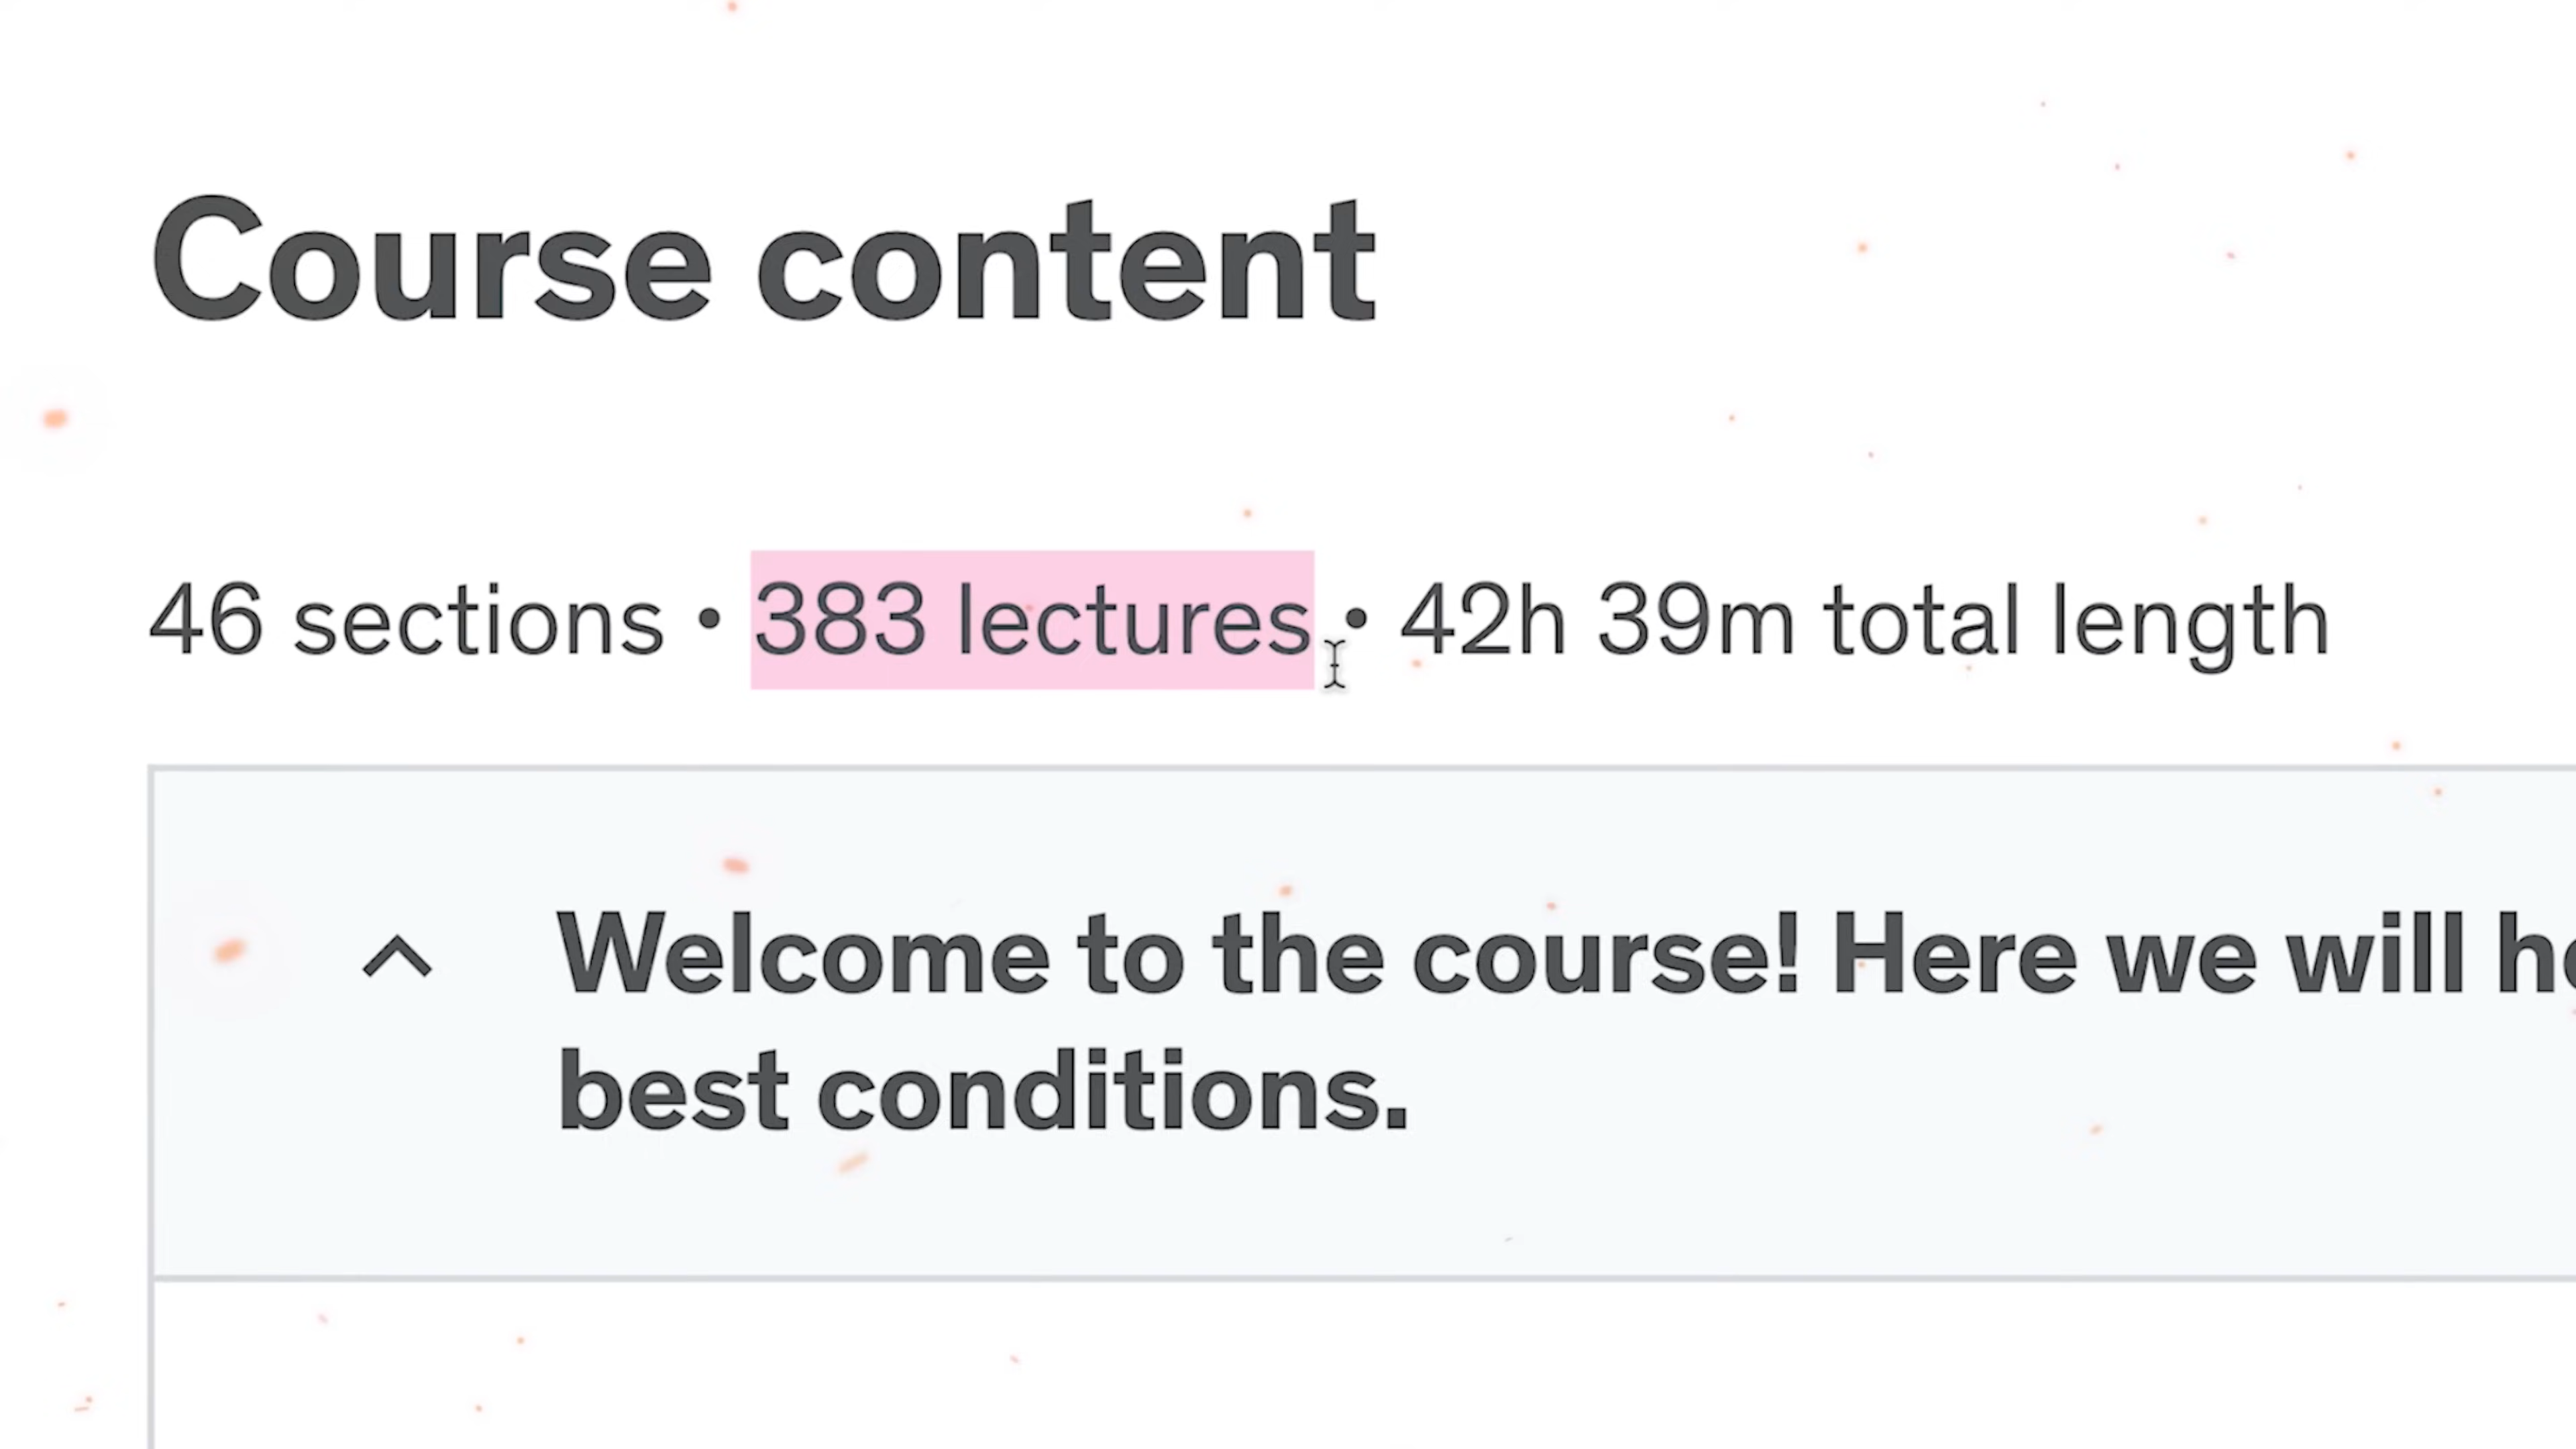 Course content
46 sections • 383 lectures • 42h 39m total length
Welcome to the course! Here we will
best conditions.